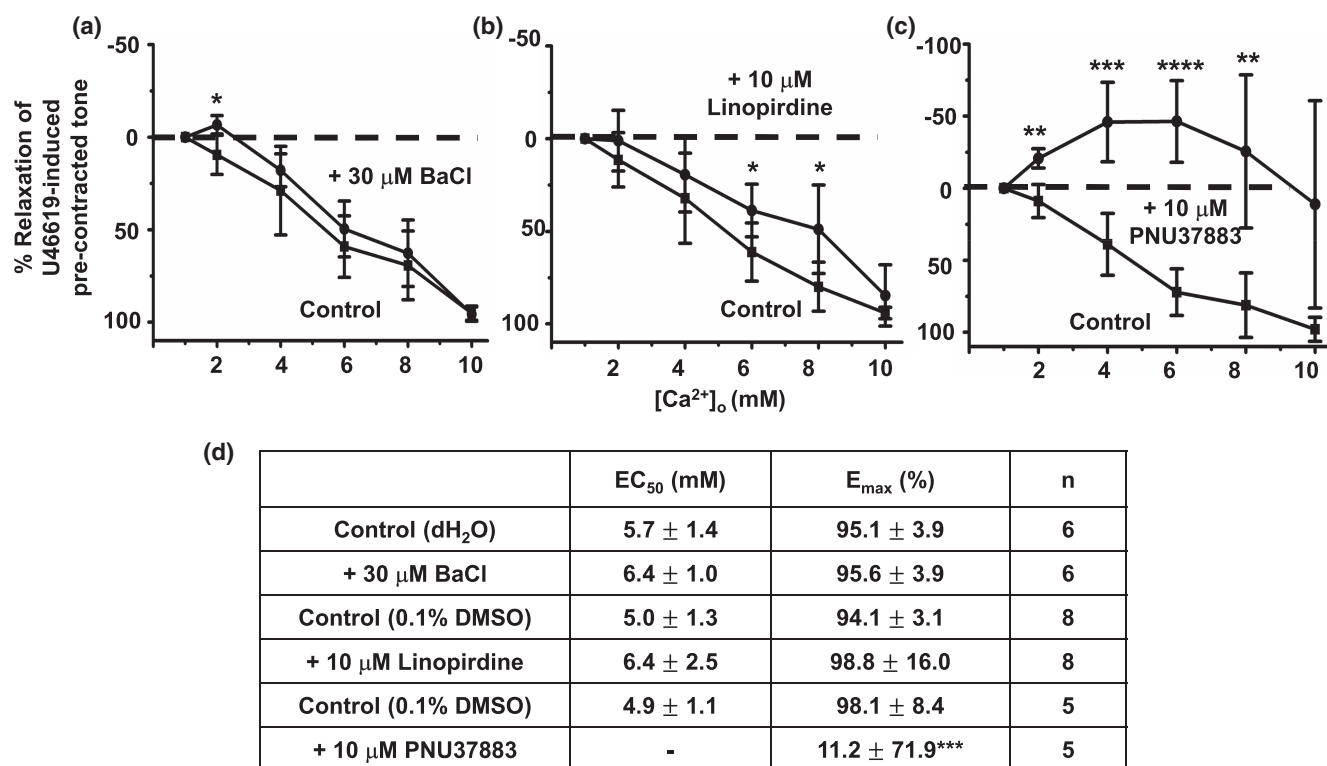 (a)
-50
0
50
100
% Relaxation of
U46619-induced
pre-contracted tone
*
+ 30 μM BaCl
Control
2 4 6 8 10
(b)
-50
0
50
100
+ 10 μM
Linopirdine
* *
Control
2 4 6 8 10
[Ca²⁺]ₒ (mM)
(c)
-100
-50
0
50
100
** *** **** **
+ 10 μM
PNU37883
Control
2 4 6 8 10
(d)
EC₅₀ (mM) Eₘₐₓ (%) n
Control (dH₂O) 5.7 ± 1.4 95.1 ± 3.9 6
+ 30 μM BaCl 6.4 ± 1.0 95.6 ± 3.9 6
Control (0.1% DMSO) 5.0 ± 1.3 94.1 ± 3.1 8
+ 10 μM Linopirdine 6.4 ± 2.5 98.8 ± 16.0 8
Control (0.1% DMSO) 4.9 ± 1.1 98.1 ± 8.4 5
+ 10 μM PNU37883 - 11.2 ± 71.9*** 5